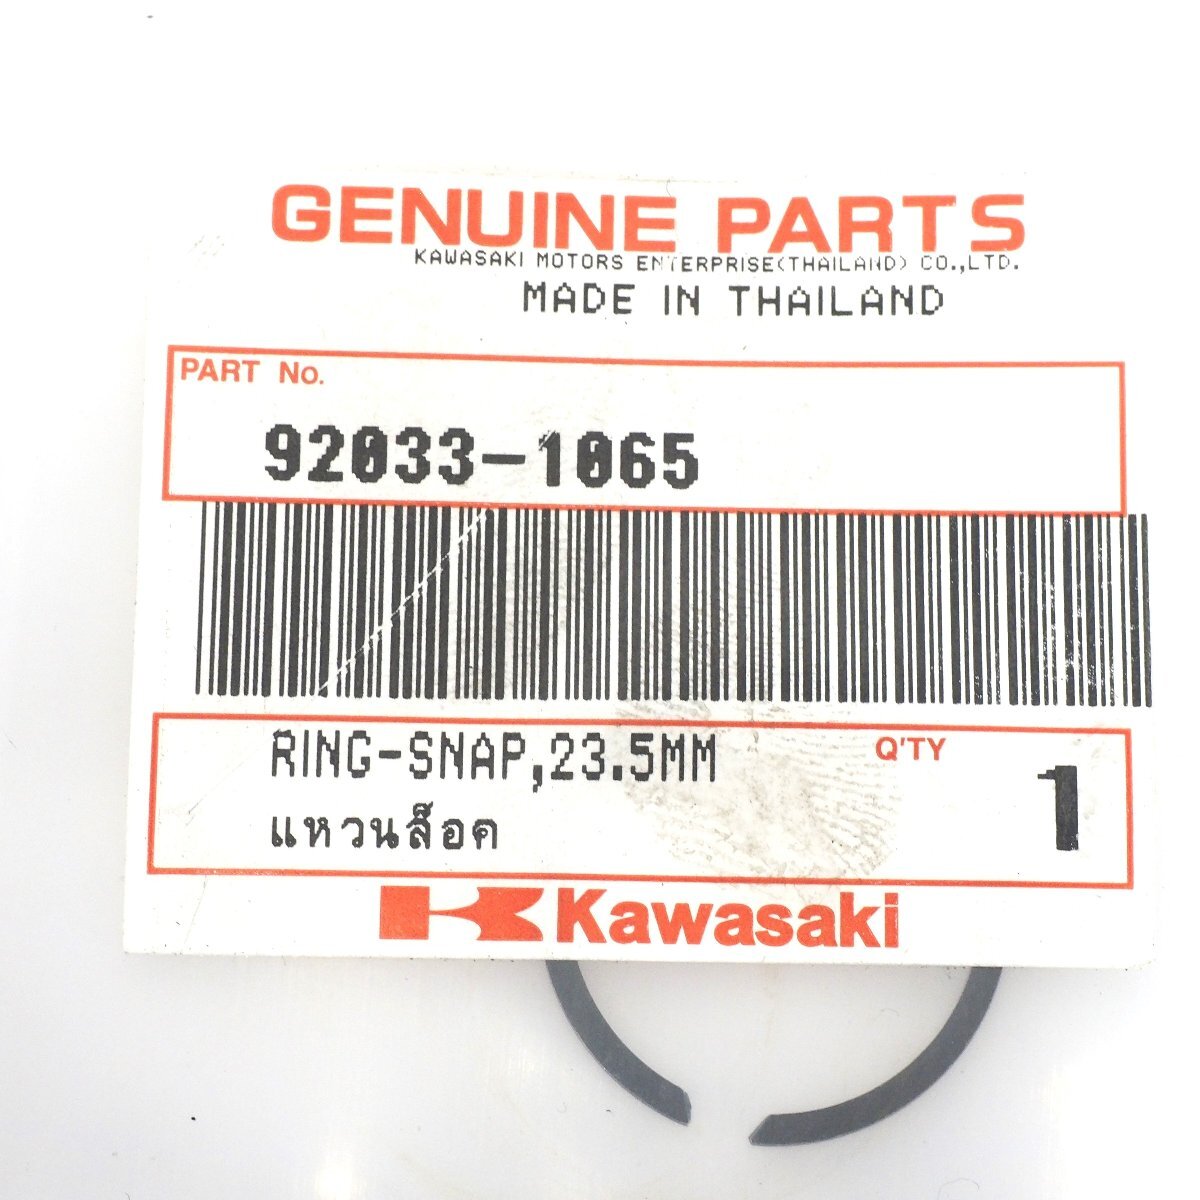 GENUINE PARTS
KAWASAKI MOTORS ENTERPRISE(THAILAND) CO.,LTD.
MADE IN THAILAND
PART No.
92033-1065
RING-SNAP,23.5MM
Q'TY
1
แหวนล็อค
Kawasaki